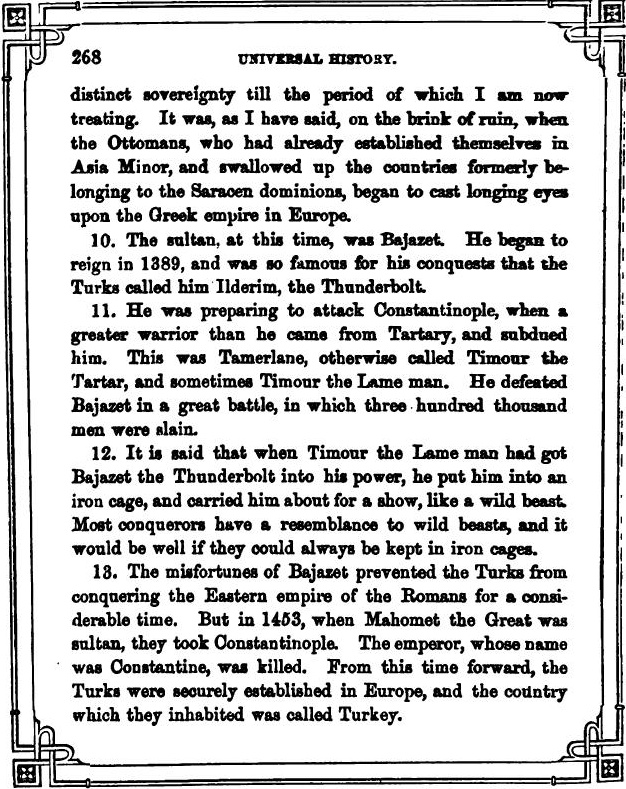 268 UNIVERSAL HISTORY.
distinct sovereignty till the period of which I am now
treating. It was, as I have said, on the brink of ruin, when
the Ottomans, who had already established themselves in
Asia Minor, and swallowed up the countries formerly be-
longing to the Saracen dominions, began to cast longing eyes
upon the Greek empire in Europe.
10. The sultan, at this time, was Bajazet. He began to
reign in 1389, and was so famous for his conquests that the
Turks called him Ilderim, the Thunderbolt.
11. He was preparing to attack Constantinople, when a
greater warrior than he came from Tartary, and subdued
him. This was Tamerlane, otherwise called Timour the
Tartar, and sometimes Timour the Lame man. He defeated
Bajazet in a great battle, in which three hundred thousand
men were slain.
12. It is said that when Timour the Lame man had got
Bajazet the Thunderbolt into his power, he put him into an
iron cage, and carried him about for a show, like a wild beast.
Most conquerors have a resemblance to wild beasts, and it
would be well if they could always be kept in iron cages.
13. The misfortunes of Bajazet prevented the Turks from
conquering the Eastern empire of the Romans for a consi-
derable time. But in 1453, when Mahomet the Great was
sultan, they took Constantinople. The emperor, whose name
was Constantine, was killed. From this time forward, the
Turks were securely established in Europe, and the country
which they inhabited was called Turkey.